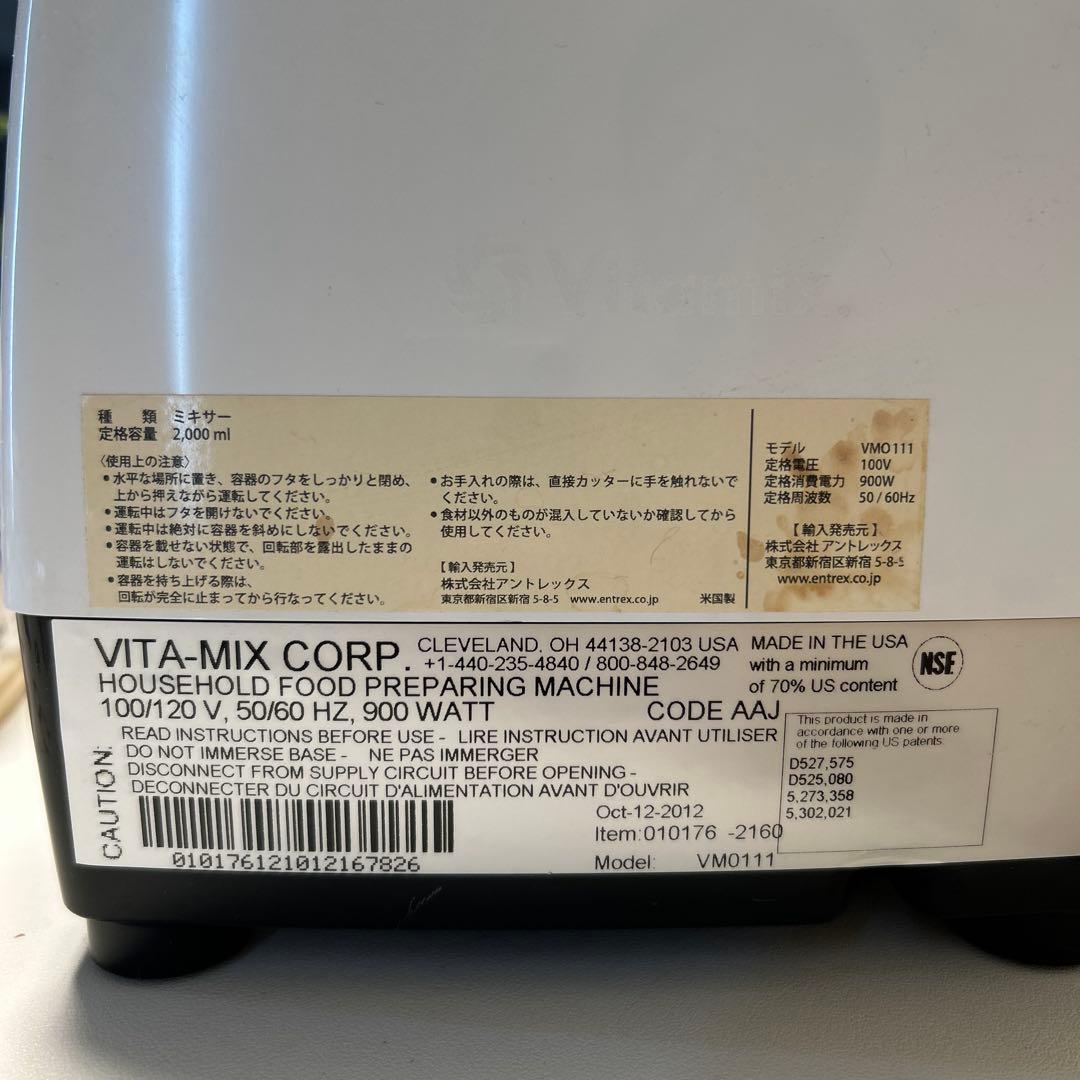 Vitamix
種　類　ミキサー
定格容量　2,000 ml
〈使用上の注意〉
●水平な場所に置き、容器のフタをしっかりと閉め、
上から押えながら運転してください。
●運転中はフタを開けないでください。
●運転中は絶対に容器を斜めにしないでください。
●容器を載せない状態で、回転部を露出したままの
運転はしないでください。
●容器を持ち上げる際は、
回転が完全に止まってから行なってください。
●お手入れの際は、直接カッターに手を触れないで
ください。
●食材以外のものが混入していないか確認してから
使用してください。
【輸入発売元】
株式会社アントレックス
東京都新宿区新宿 5-8-5 www.entrex.co.jp 米国製
モデル VMO111
定格電圧 100V
定格消費電力 900W
定格周波数 50 / 60Hz
【輸入発売元】
株式会社 アントレックス
東京都新宿区新宿 5-8-5
www.entrex.co.jp
VITA-MIX CORP. CLEVELAND, OH 44138-2103 USA
+1-440-235-4840 / 800-848-2649
HOUSEHOLD FOOD PREPARING MACHINE
100/120 V, 50/60 HZ, 900 WATT CODE AAJ
MADE IN THE USA
with a minimum
of 70% US content
NSF
CAUTION:
READ INSTRUCTIONS BEFORE USE - LIRE INSTRUCTION AVANT UTILISER
DO NOT IMMERSE BASE - NE PAS IMMERGER
DISCONNECT FROM SUPPLY CIRCUIT BEFORE OPENING -
DECONNECTER DU CIRCUIT D'ALIMENTATION AVANT D'OUVRIR
This product is made in
accordance with one or more
of the following US patents.
D527,575
D525,080
5,273,358
5,302,021
Oct-12-2012
Item:010176 -2160
Model: VM0111
010176121012167826